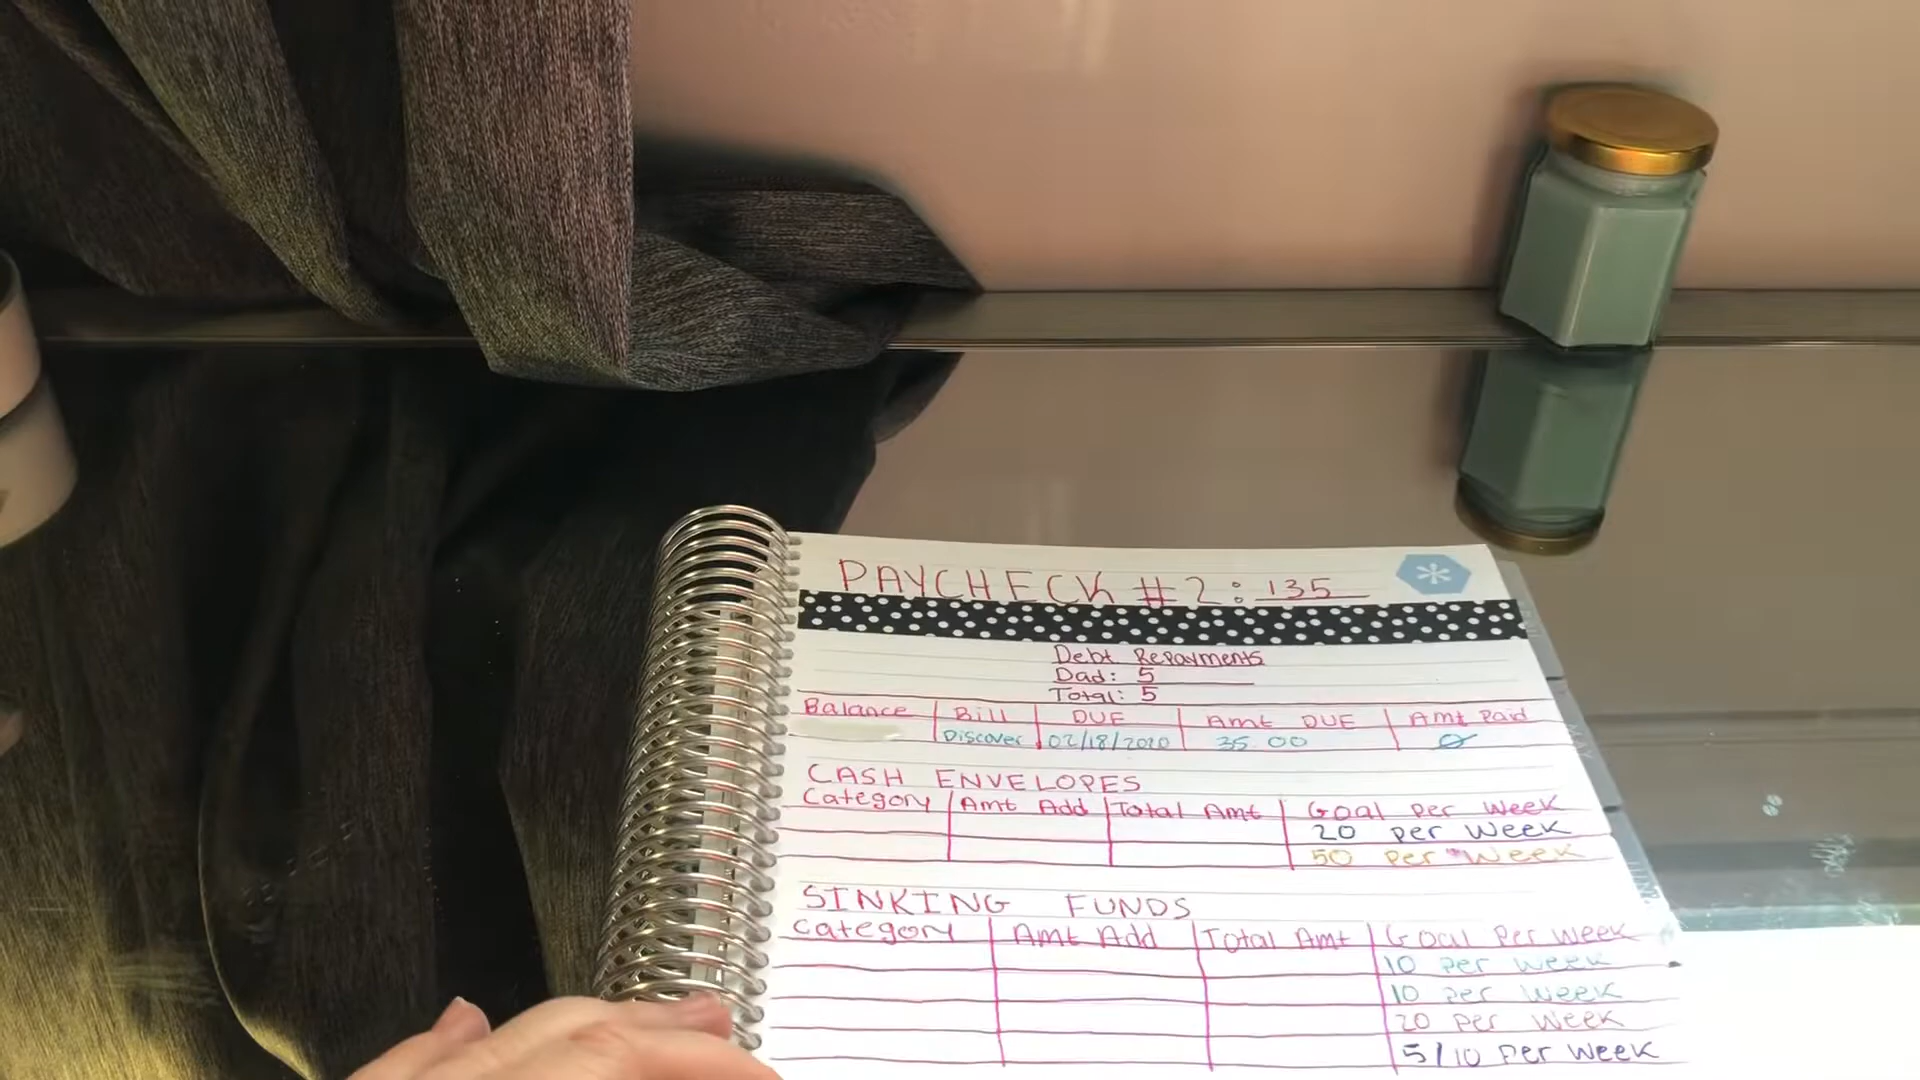 PAYCHECK #2: 135
Debt Repayments
Dad: 5
Total: 5
Balance Bill DUE Amt DUE Amt Paid
Discover 02/18/2020 35.00 0
CASH ENVELOPES
Category Amt Add Total Amt Goal Per Week
20 per week
50 per week
SINKING FUNDS
Category Amt Add Total Amt Goal Per Week
10 per week
10 per week
20 per week
5/10 per week